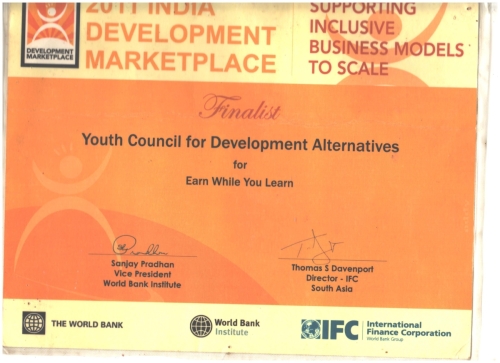 2011 INDIA
DEVELOPMENT
MARKETPLACE
DEVELOPMENT
MARKETPLACE
SUPPORTING
INCLUSIVE
BUSINESS MODELS
TO SCALE
Finalist
Youth Council for Development Alternatives
for
Earn While You Learn
Sanjay Pradhan
Vice President
World Bank Institute
Thomas S Davenport
Director - IFC
South Asia
THE WORLD BANK
World Bank
Institute
IFC
International
Finance Corporation
World Bank Group